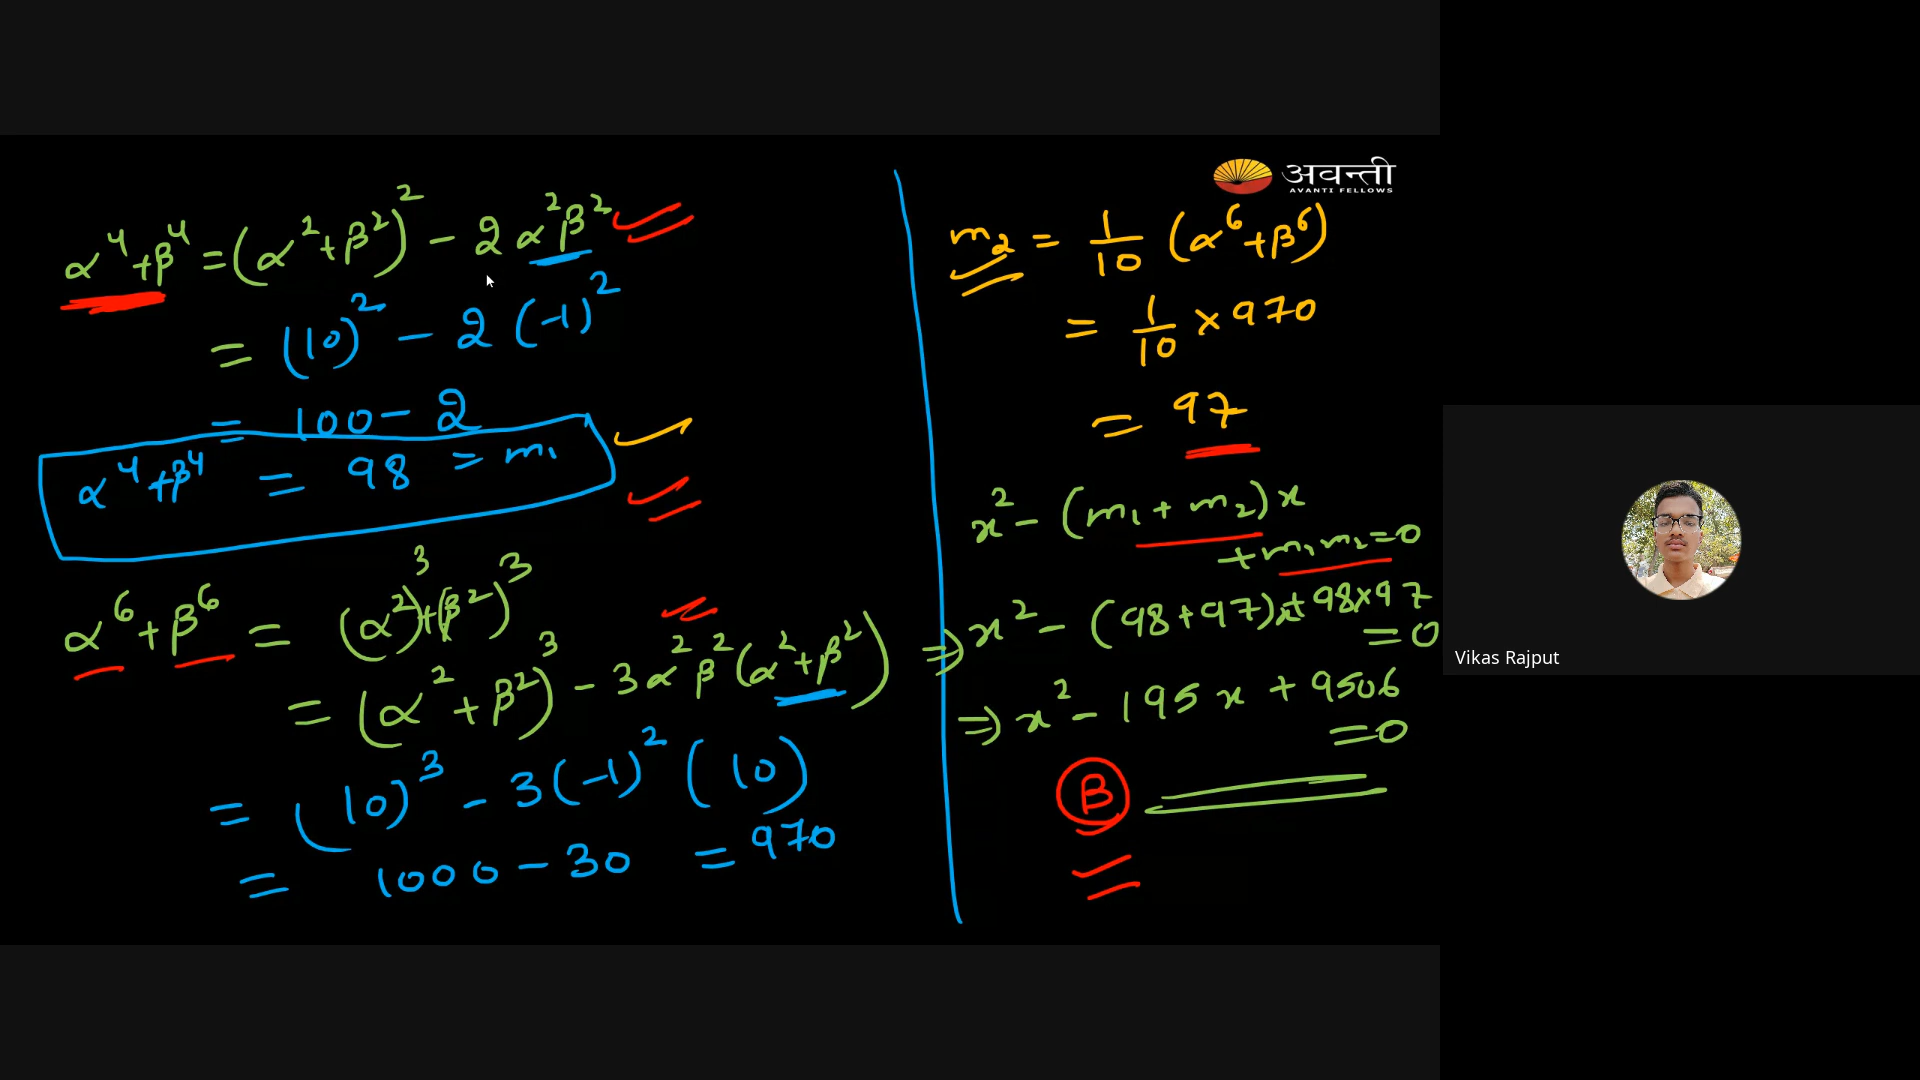 α⁴+β⁴ = (α²+β²)² − 2α²β²
= (10)² − 2(-1)²
= 100 − 2
α⁴+β⁴ = 98 = m₁
α⁶+β⁶ = (α²)³+(β²)³
= (α²+β²)³ − 3α²β²(α²+β²)
= (10)³ − 3(-1)²(10)
= 1000 − 30 = 970
अवन्ती
AVANTI FELLOWS
m₂ = 1/10 (α⁶+β⁶)
= 1/10 × 970
= 97
x² − (m₁ + m₂)x
+ m₁m₂ = 0
⇒ x² − (98+97)x + 98×97
= 0
⇒ x² − 195x + 9506
= 0
B
Vikas Rajput